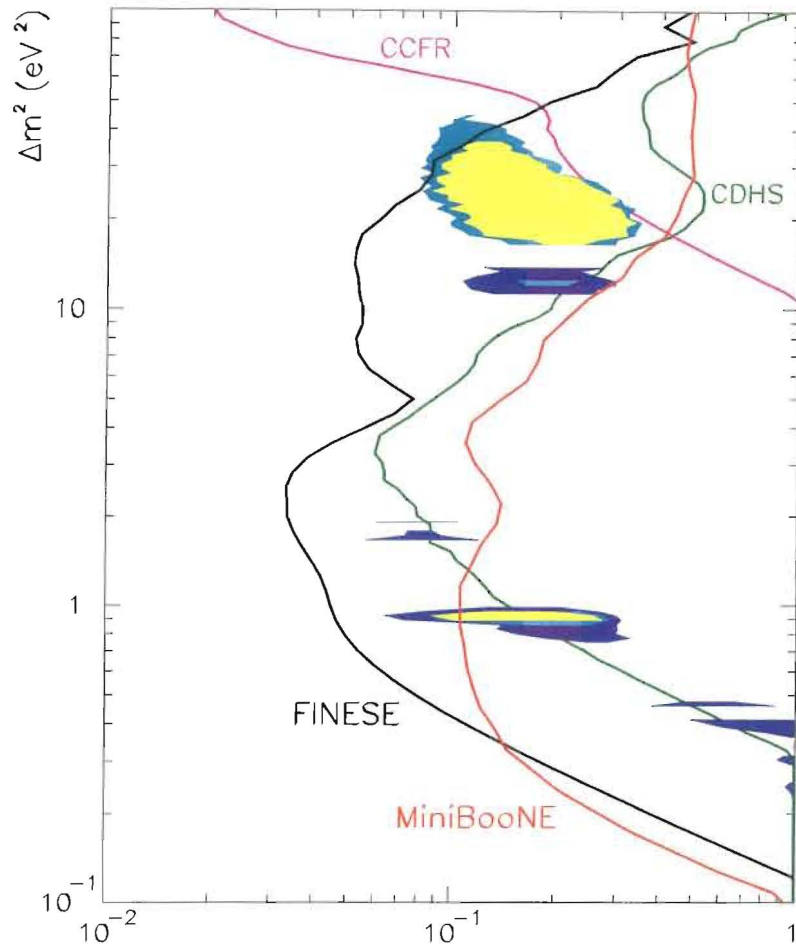 Δm² (eV²)
CCFR
CDHS
10
1
FINESE
MiniBooNE
10⁻¹
10⁻²
10⁻¹
1